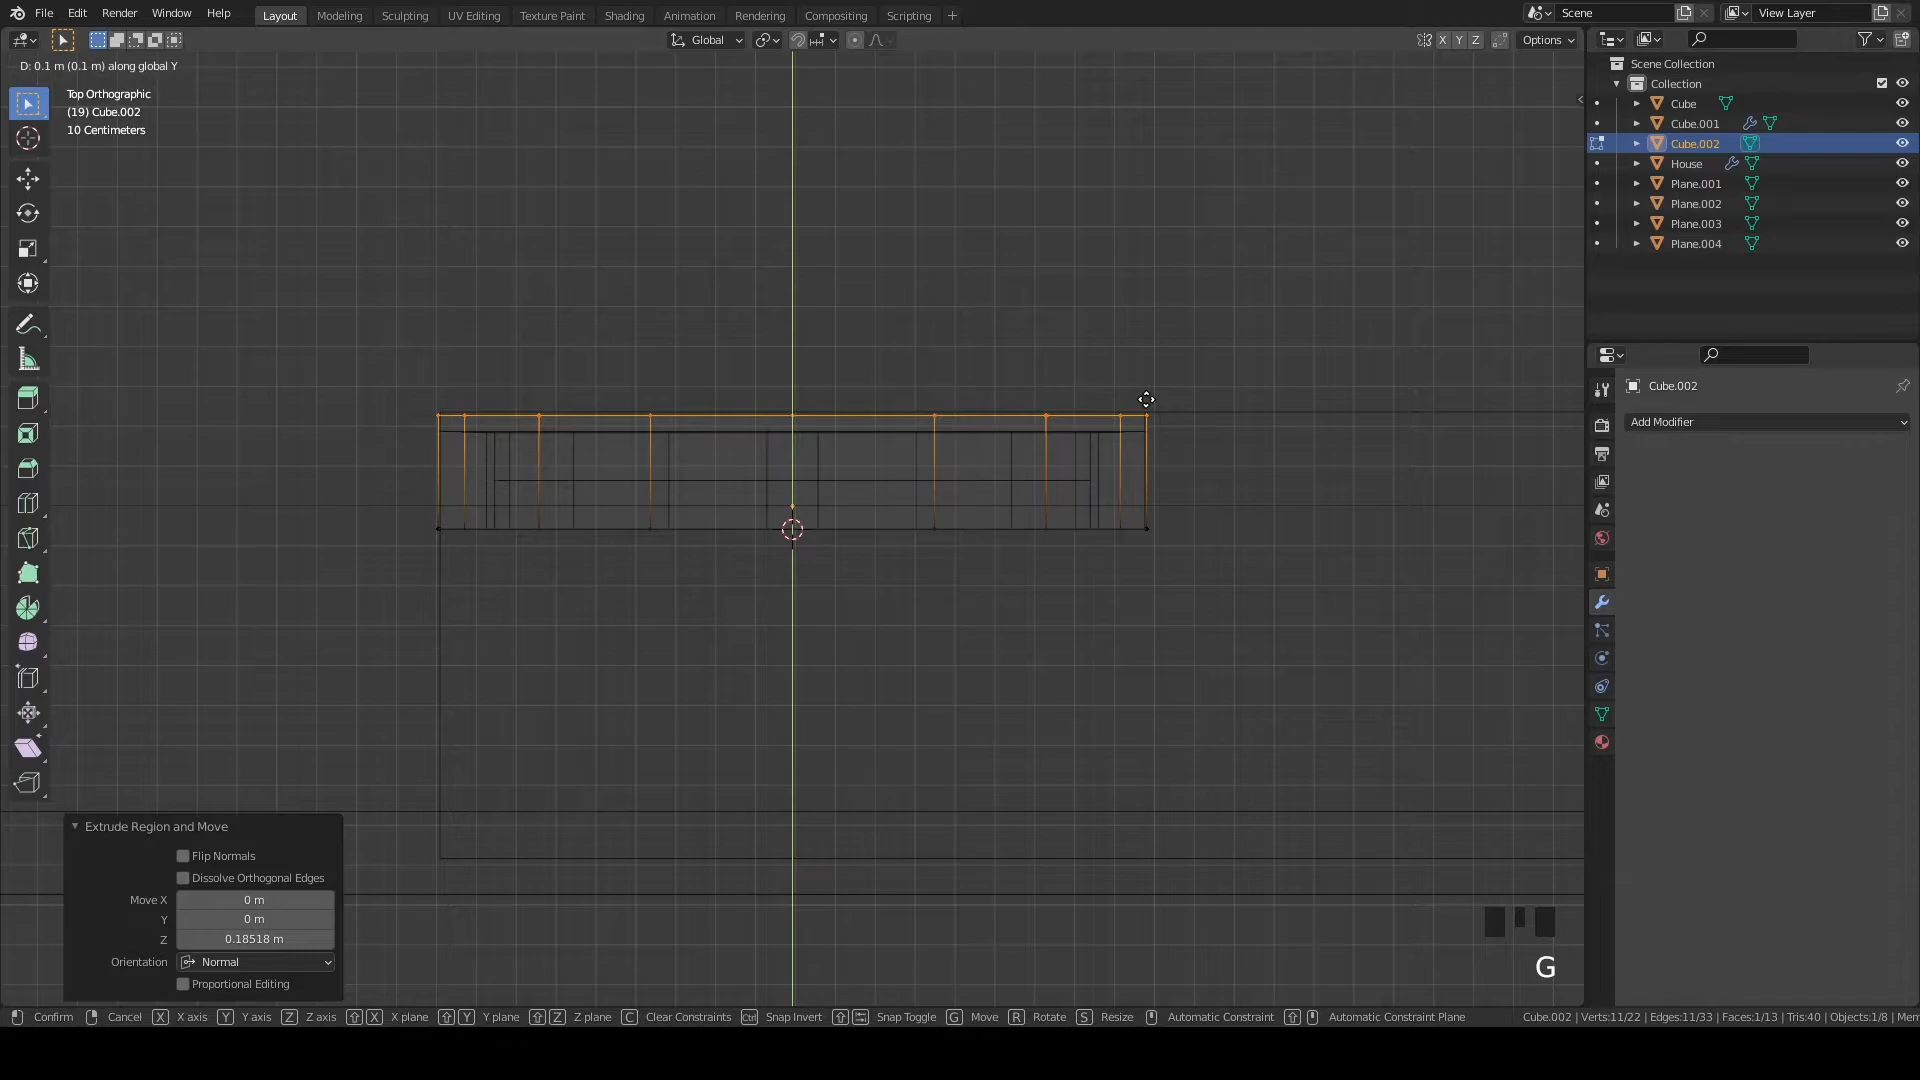 File Edit Render Window Help Layout Modeling Sculpting UV Editing Texture Paint Shading Animation Rendering Compositing Scripting + Scene View Layer
Global X Y Z Options
D: 0.1 m (0.1 m) along global Y
Top Orthographic
(19) Cube.002
10 Centimeters
Scene Collection
Collection
Cube
Cube.001
Cube.002
House
Plane.001
Plane.002
Plane.003
Plane.004
Cube.002
Add Modifier
Extrude Region and Move
Flip Normals
Dissolve Orthogonal Edges
Move X 0 m
Y 0 m
Z 0.18518 m
Orientation Normal
Proportional Editing
G
Confirm Cancel X X axis Y Y axis Z Z axis X X plane Y Y plane Z Z plane C Clear Constraints Ctrl Snap Invert Snap Toggle G Move R Rotate S Resize Automatic Constraint Automatic Constraint Plane Cube.002 | Verts:11/22 | Edges:11/33 | Faces:1/13 | Tris:40 | Objects:1/8 | Mem